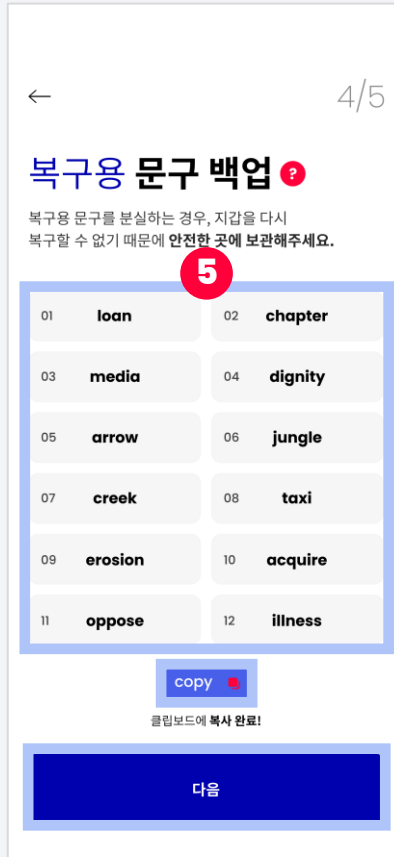 ←
4/5
복구용 문구 백업 ?
복구용 문구를 분실하는 경우, 지갑을 다시
복구할 수 없기 때문에 안전한 곳에 보관해주세요.
5
01 loan 02 chapter
03 media 04 dignity
05 arrow 06 jungle
07 creek 08 taxi
09 erosion 10 acquire
11 oppose 12 illness
copy
클립보드에 복사 완료!
다음